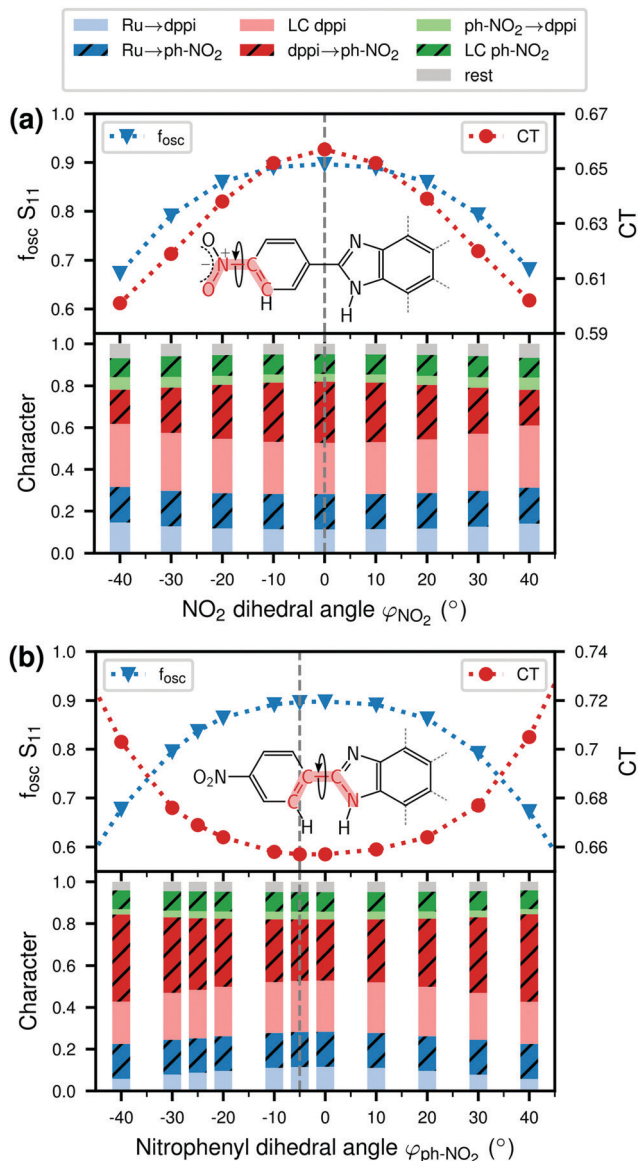 Ru→dppi LC dppi ph-NO₂→dppi
Ru→ph-NO₂ dppi→ph-NO₂ LC ph-NO₂
rest
(a)
f_osc CT
1.0 0.9 0.8 0.7 0.6
f_osc S₁₁
0.67 0.65 0.63 0.61 0.59
CT
O N + − O C C H N N H
1.0 0.8 0.6 0.4 0.2 0.0
Character
-40 -30 -20 -10 0 10 20 30 40
NO₂ dihedral angle φ_NO₂ (°)
(b)
f_osc CT
1.0 0.9 0.8 0.7 0.6
f_osc S₁₁
0.74 0.72 0.7 0.68 0.66
CT
O₂N C C H C N N H
1.0 0.8 0.6 0.4 0.2 0.0
Character
-40 -30 -20 -10 0 10 20 30 40
Nitrophenyl dihedral angle φ_ph-NO₂ (°)